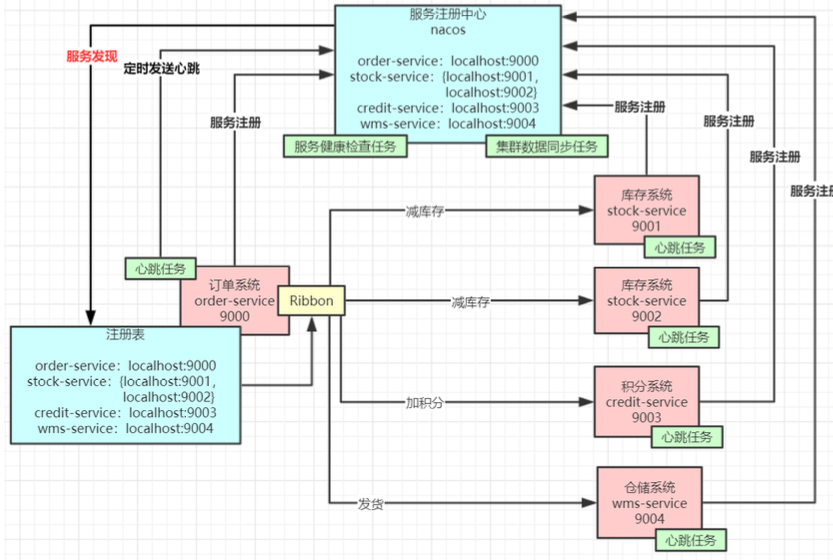 服务注册中心
nacos
order-service：localhost:9000
stock-service：{localhost:9001，
localhost:9002}
credit-service：localhost:9003
wms-service：localhost:9004
服务健康检查任务
集群数据同步任务
服务发现
定时发送心跳
服务注册
服务注册
服务注册
服务注册
服务注册
减库存
库存系统
stock-service
9001
心跳任务
心跳任务
订单系统
order-service
9000
Ribbon
减库存
库存系统
stock-service
9002
心跳任务
注册表
order-service：localhost:9000
stock-service：{localhost:9001，
localhost:9002}
credit-service：localhost:9003
wms-service：localhost:9004
加积分
积分系统
credit-service
9003
心跳任务
发货
仓储系统
wms-service
9004
心跳任务